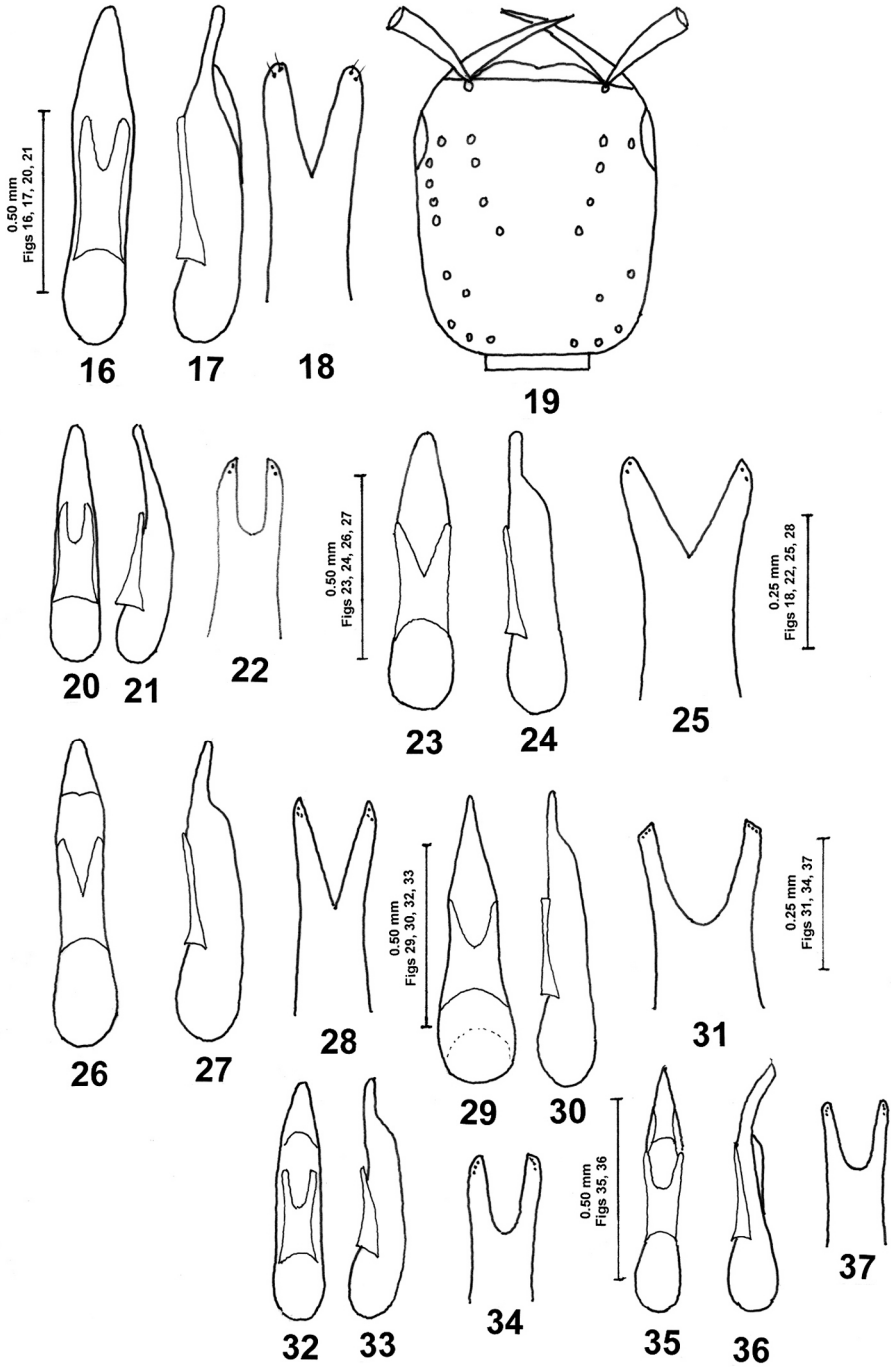 0.50 mm
Figs 16, 17, 20, 21
16
17
18
19
20
21
22
0.50 mm
Figs 23, 24, 26, 27
23
24
25
0.25 mm
Figs 18, 22, 25, 28
26
27
28
0.50 mm
Figs 29, 30, 32, 33
29
30
31
0.25 mm
Figs 31, 34, 37
32
33
34
0.50 mm
Figs 35, 36
35
36
37